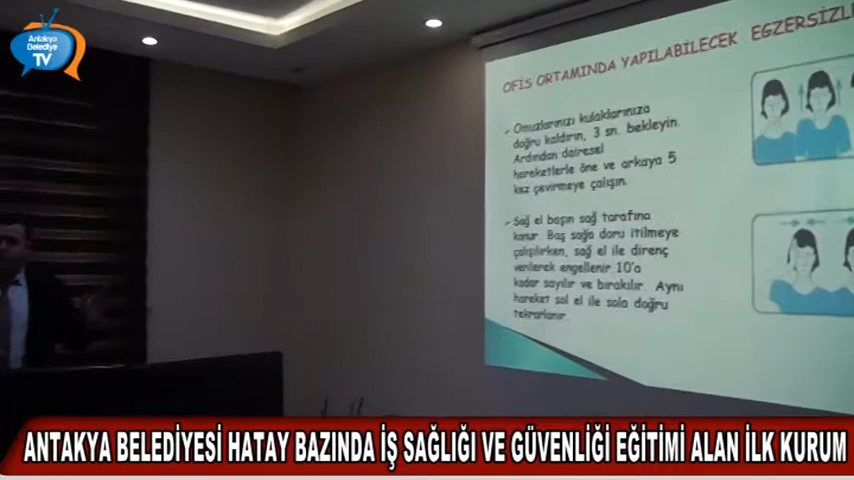 Antakya
Belediye
TV
OFİS ORTAMINDA YAPILABİLECEK EGZERSİZL
✓ Omuzlarınızı kulaklarınıza
doğru kaldırın, 3 sn. bekleyin.
Ardından dairesel
hareketlerle öne ve arkaya 5
kez çevirmeye çalışın.
✓ Sağ el başın sağ tarafına
konur. Baş sağa doru itilmeye
çalışılırken, sağ el ile direnç
verilerek engellenir.10'a
kadar sayılır ve bırakılır. Aynı
hareket sol el ile sola doğru
tekrarlanır.
ANTAKYA BELEDİYESİ HATAY BAZINDA İŞ SAĞLIĞI VE GÜVENLİĞİ EĞİTİMİ ALAN İLK KURUM